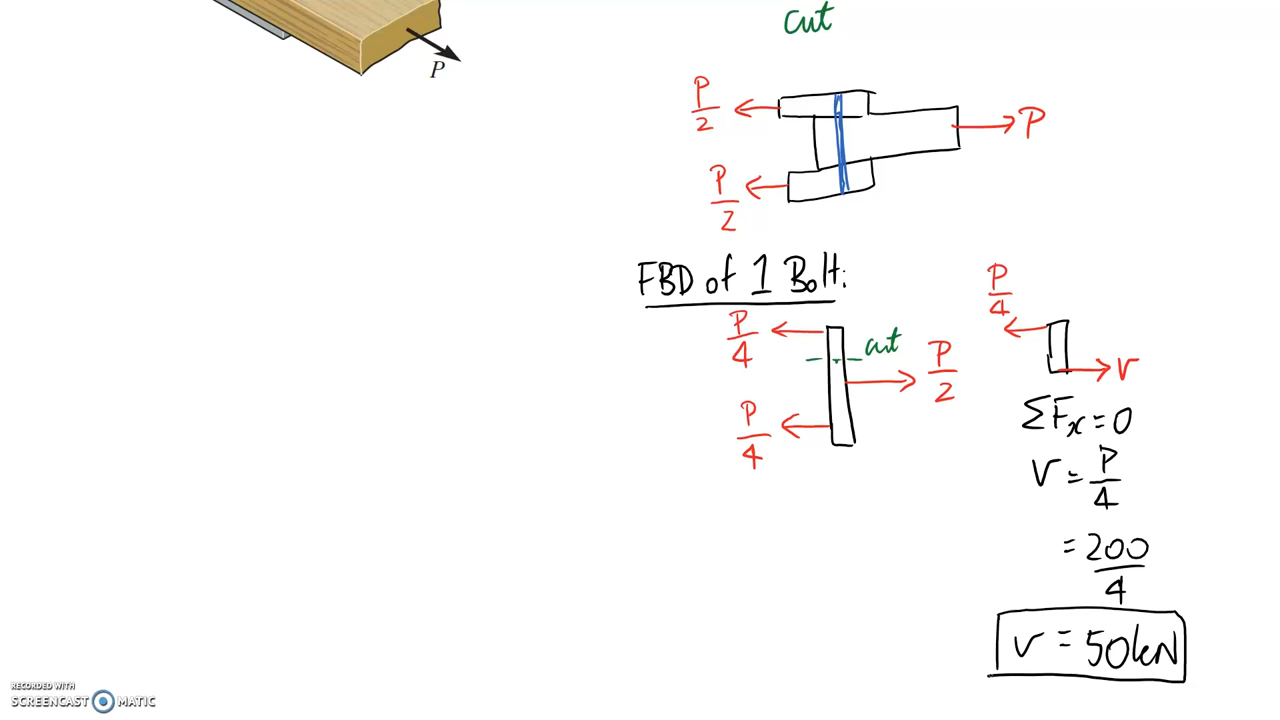 cut
P
P/2
P
P/2
FBD of 1 Bolt:
P/4
cut
P/2
P/4
P/4
V
ΣFx = 0
V = P/4
= 200/4
V = 50kN
RECORDED WITH
SCREENCAST MATIC